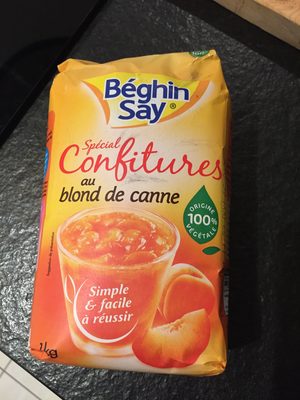 Béghin
Say®
Spécial
Confitures
au
blond de canne
ORIGINE
100%
VÉGÉTALE
Simple
& facile
à réussir
1kg